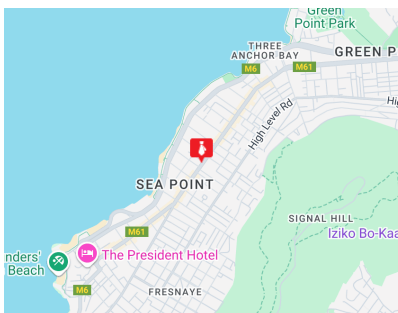 Green
Point Park
THREE
ANCHOR BAY
GREEN P
M6
M61
High Level Rd
Hi
SEA POINT
SIGNAL HILL
Iziko Bo-Kaa
M61
nders'
Beach
The President Hotel
M6
FRESNAYE